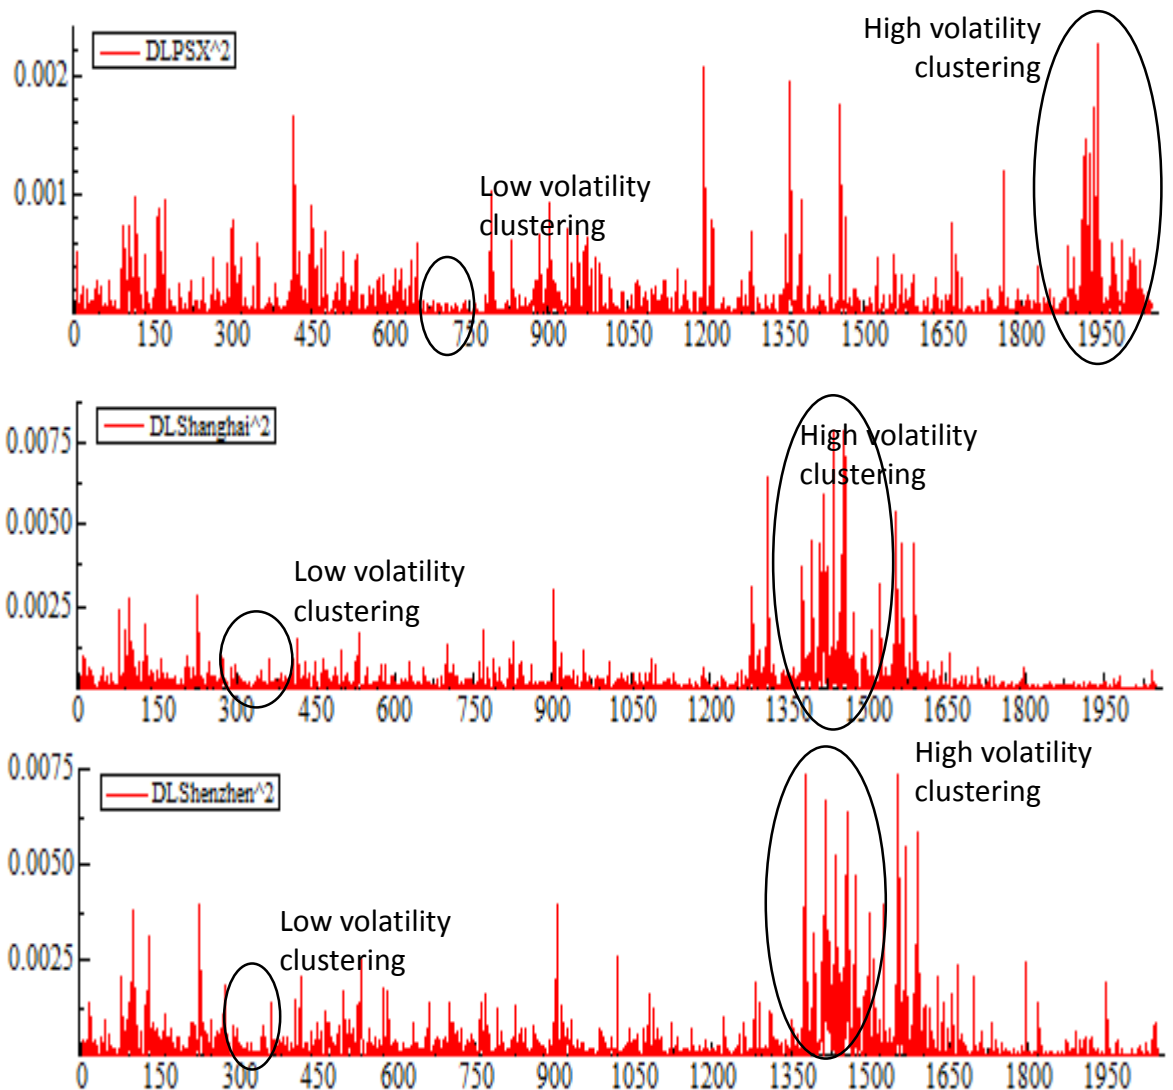 DLPSX^2
High volatility
clustering
0.002
0.001
Low volatility
clustering
0 150 300 450 600 750 900 1050 1200 1350 1500 1650 1800 1950
DLShanghai^2
High volatility
clustering
0.0075
0.0050
0.0025
Low volatility
clustering
0 150 300 450 600 750 900 1050 1200 1350 1500 1650 1800 1950
DLShenzhen^2
High volatility
clustering
0.0075
0.0050
0.0025
Low volatility
clustering
0 150 300 450 600 750 900 1050 1200 1350 1500 1650 1800 1950